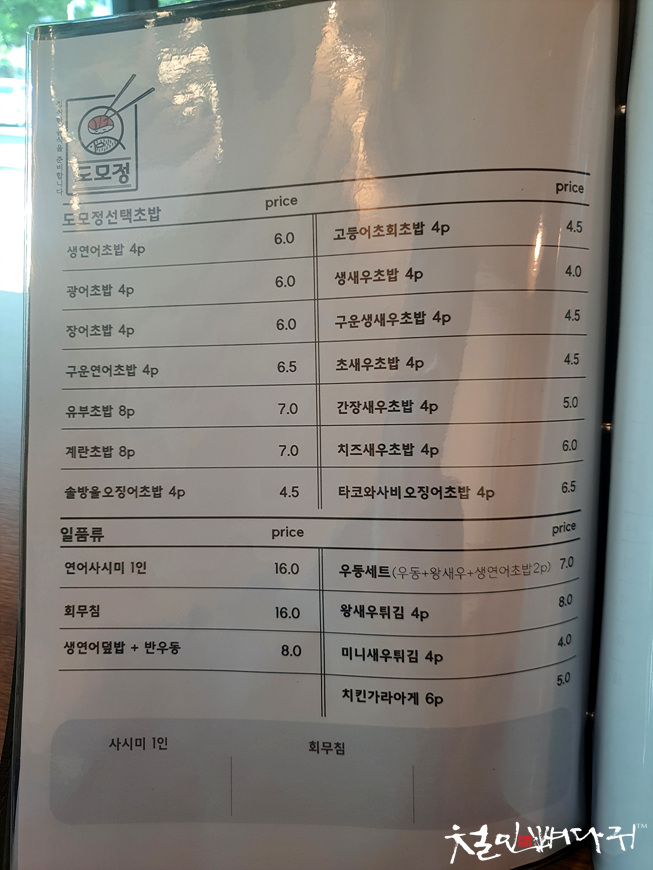 도모정
price
price
도모정선택초밥
생연어초밥 4p 6.0
광어초밥 4p 6.0
장어초밥 4p 6.0
구운연어초밥 4p 6.5
유부초밥 8p 7.0
계란초밥 8p 7.0
솔방울오징어초밥 4p 4.5
고등어초회초밥 4p 4.5
생새우초밥 4p 4.0
구운생새우초밥 4p 4.5
초새우초밥 4p 4.5
간장새우초밥 4p 5.0
치즈새우초밥 4p 6.0
타코와사비오징어초밥 4p 6.5
일품류 price
price
연어사시미 1인 16.0
회무침 16.0
생연어덮밥 + 반우동 8.0
우동세트(우동+왕새우+생연어초밥2p) 7.0
왕새우튀김 4p 8.0
미니새우튀김 4p 4.0
치킨가라아게 6p 5.0
사시미 1인
회무침
철민뻐다귀 TM